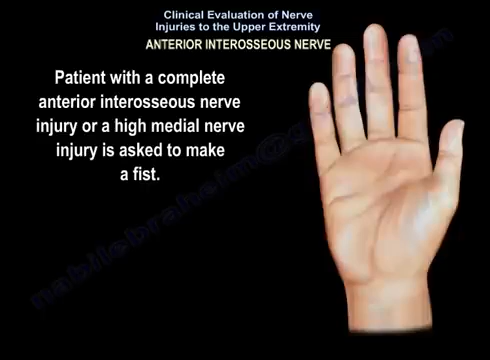 Clinical Evaluation of Nerve
Injuries to the Upper Extremity
ANTERIOR INTEROSSEOUS NERVE
Patient with a complete
anterior interosseous nerve
injury or a high medial nerve
injury is asked to make
a fist.